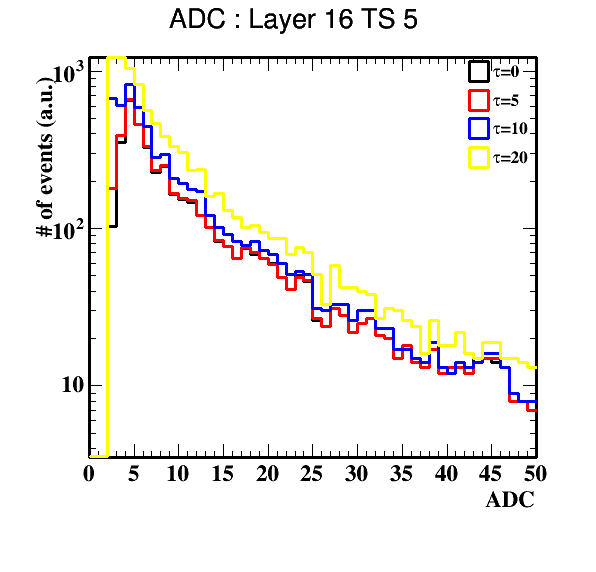 ADC : Layer 16 TS 5
# of events (a.u.)
10³
10²
10
τ=0
τ=5
τ=10
τ=20
0 5 10 15 20 25 30 35 40 45 50
ADC